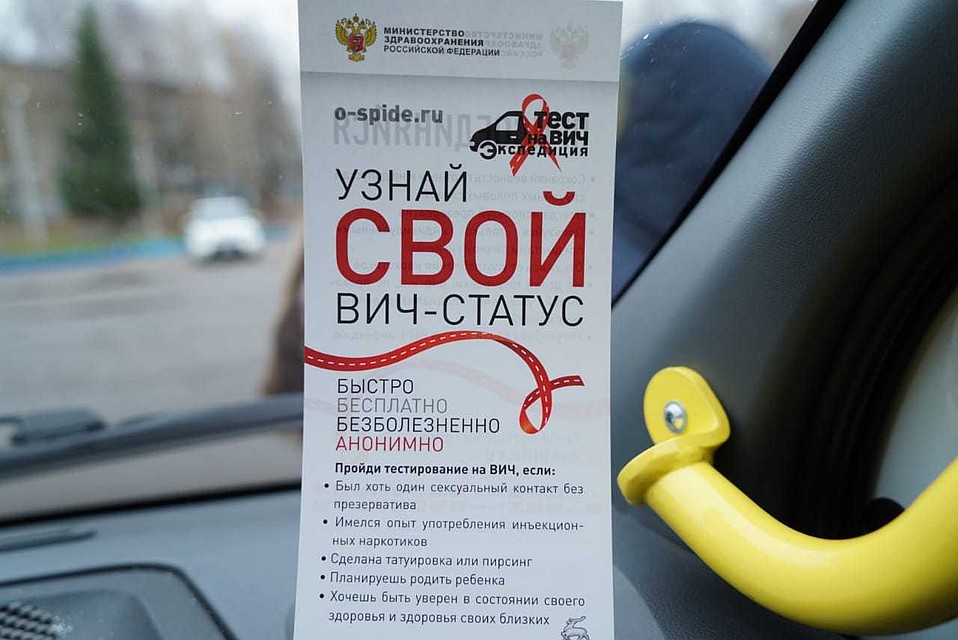 МИНИСТЕРСТВО
ЗДРАВООХРАНЕНИЯ
РОССИЙСКОЙ ФЕДЕРАЦИИ
o-spide.ru
ТЕСТ
на ВИЧ
Экспедиция
УЗНАЙ
СВОЙ
ВИЧ-СТАТУС
БЫСТРО
БЕСПЛАТНО
БЕЗБОЛЕЗНЕННО
АНОНИМНО
Пройди тестирование на ВИЧ, если:
• Был хоть один сексуальный контакт без
презерватива
• Имелся опыт употребления инъекцион-
ных наркотиков
• Сделана татуировка или пирсинг
• Планируешь родить ребенка
• Хочешь быть уверен в состоянии своего
здоровья и здоровья своих близких